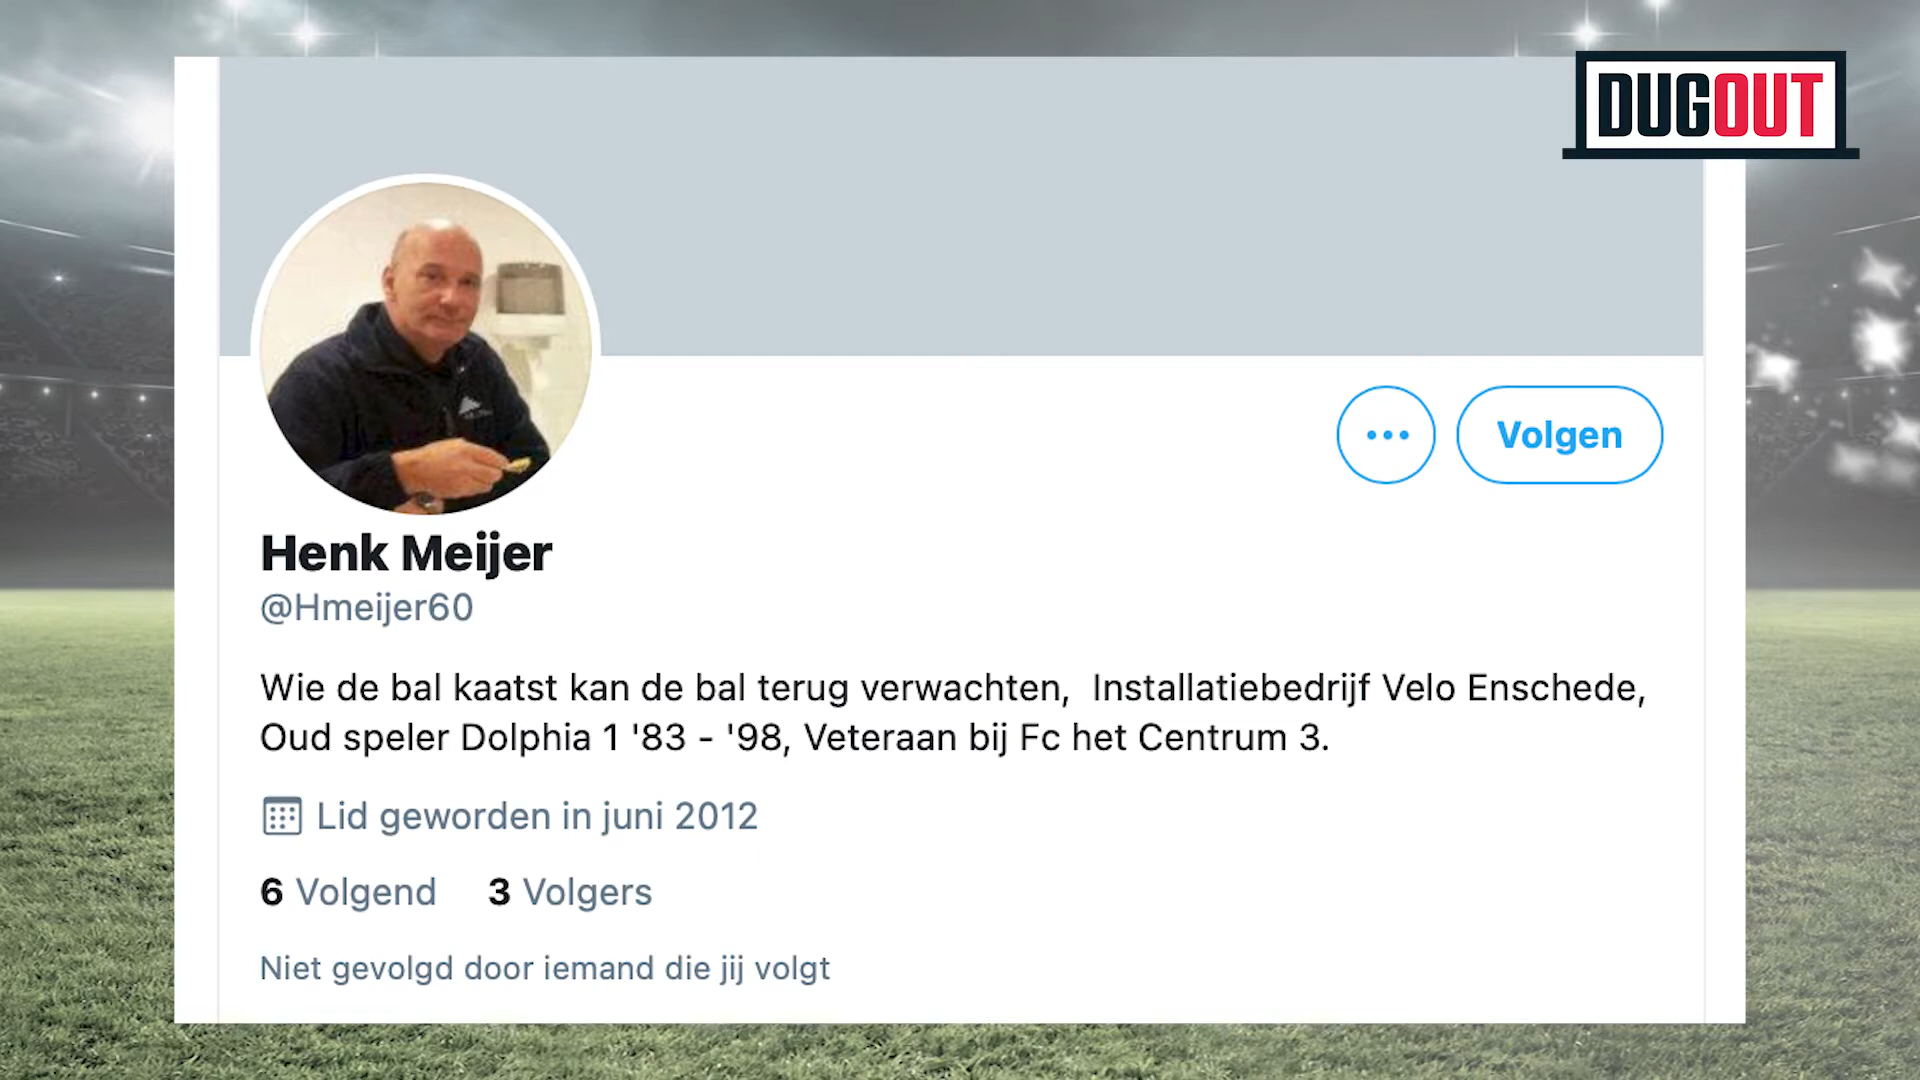 DUGOUT
Volgen
Henk Meijer
@Hmeijer60
Wie de bal kaatst kan de bal terug verwachten, Installatiebedrijf Velo Enschede,
Oud speler Dolphia 1 '83 - '98, Veteraan bij Fc het Centrum 3.
Lid geworden in juni 2012
6 Volgend 3 Volgers
Niet gevolgd door iemand die jij volgt